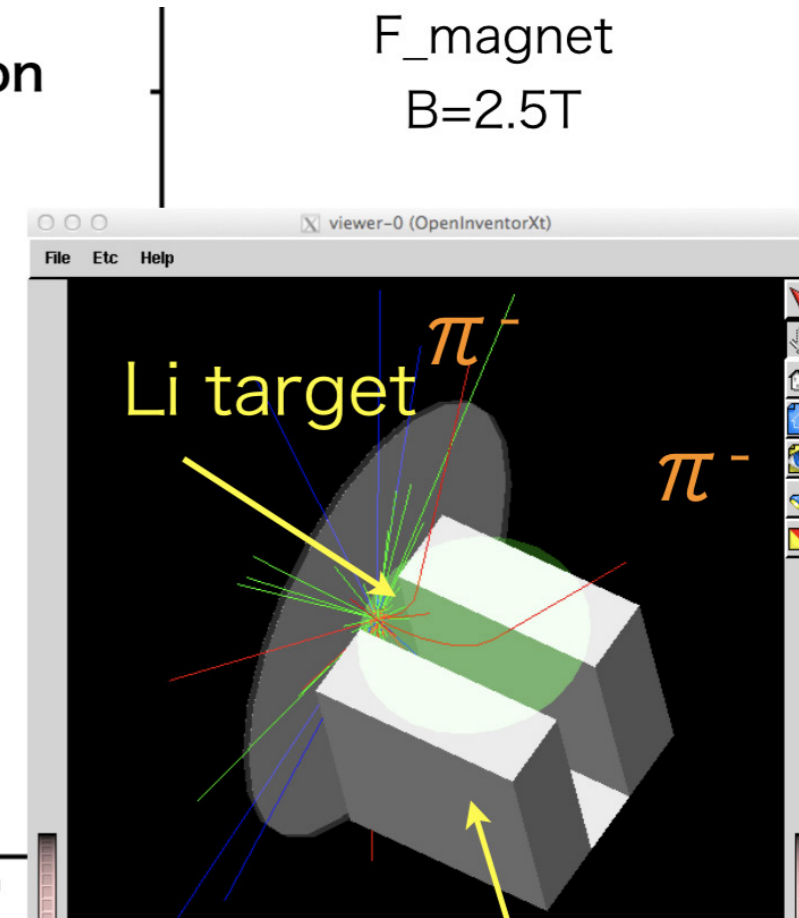 on
F_magnet
B=2.5T
viewer-0 (OpenInventorXt)
File Etc Help
π⁻
Li target
π⁻